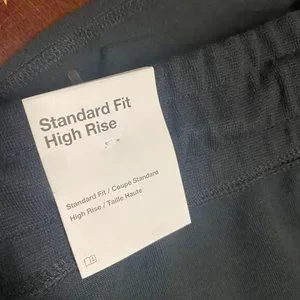 Standard Fit
High Rise
Standard Fit / Coupe Standard
High Rise / Taille Haute